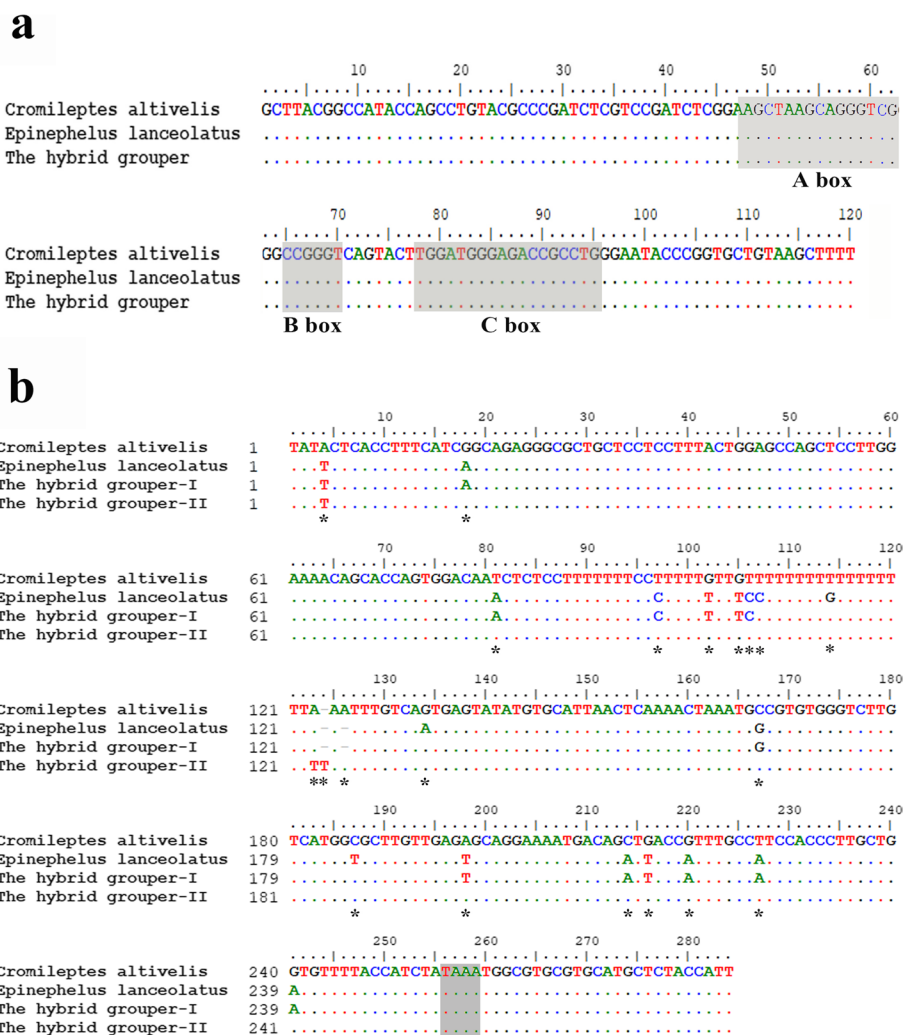 a
10 20 30 40 50 60
Cromileptes altivelis GCTTACGGCCATACCAGCCTGTACGCCCGATCTCGTCCGATCTCGGAAGCTAAGCAGGGTCG
Epinephelus lanceolatus ..............................................................
The hybrid grouper ..............................................................
A box
70 80 90 100 110 120
Cromileptes altivelis GGCCGGGTCAGTACTTGGATGGGAGACCGCCTGGGAATACCCGGTGCTGTAAGCTTTT
Epinephelus lanceolatus ..........................................................
The hybrid grouper ..........................................................
B box C box
b
10 20 30 40 50 60
Cromileptes altivelis 1 TATACTCACCTTTCATCGGCAGAGGGCGCTGCTCCTCCTTTACTGGAGCCAGCTCCTTGG
Epinephelus lanceolatus 1 ...T.............A..........................................
The hybrid grouper-I 1 ...T.............A..........................................
The hybrid grouper-II 1 ...T........................................................
* *
70 80 90 100 110 120
Cromileptes altivelis 61 AAAACAGCACCAGTGGACAATCTCTCCTTTTTTTCCTTTTTGTTGTTTTTTTTTTTTTTT
Epinephelus lanceolatus 61 ....................A...............C....T..TCC......G......
The hybrid grouper-I 61 ....................A...............C....T..TC..............
The hybrid grouper-II 61 ............................................................
* * * *** *
130 140 150 160 170 180
Cromileptes altivelis 121 TTA-AATTTGTCAGTGAGTATATGTGCATTAACTCAAAACTAAATGCCGTGTGGGTCTTG
Epinephelus lanceolatus 121 ...-.-.......A................................G.............
The hybrid grouper-I 121 ...-.-........................................G.............
The hybrid grouper-II 121 ..TT........................................................
** * * *
190 200 210 220 230 240
Cromileptes altivelis 180 TCATGGCGCTTGTTGAGAGCAGGAAAATGACAGCTGACCGTTTGCCTTCCACCCTTGCTG
Epinephelus lanceolatus 179 ......T..........T...............A.T...A......A.............
The hybrid grouper-I 179 .................T...............A.T...A......A.............
The hybrid grouper-II 181 ............................................................
* * * * * *
250 260 270 280
Cromileptes altivelis 240 GTGTTTTACCATCTATAAATGGCGTGCGTGCATGCTCTACCATT
Epinephelus lanceolatus 239 A...........................................
The hybrid grouper-I 239 A...........................................
The hybrid grouper-II 241 ............................................